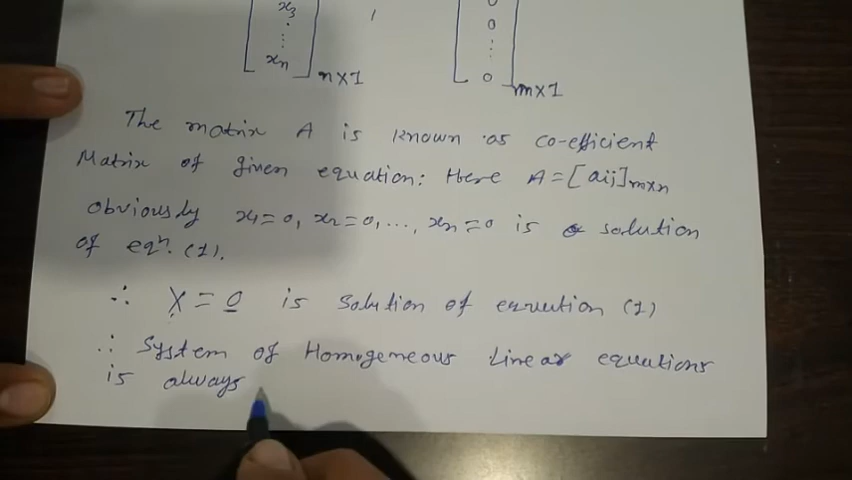 x₃
0
⋮
0
⋮
xₙ
0
n×1
m×1
The matrix A is known as co-efficient
Matrix of given equation: Here A=[aij]m×n
obviously x₁=0, x₂=0,..., xₙ=0 is a solution
of eqⁿ. (1).
∴ X = 0 is solution of equation (1)
∴ System of Homogeneous Linear equations
is always